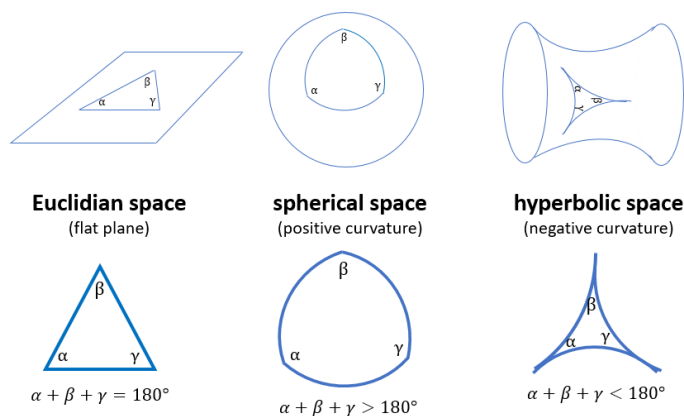 β
α γ
β
α γ
α
β
γ
Euclidian space
(flat plane)
spherical space
(positive curvature)
hyperbolic space
(negative curvature)
β
α γ
α + β + γ = 180°
β
α γ
α + β + γ > 180°
β
α γ
α + β + γ < 180°